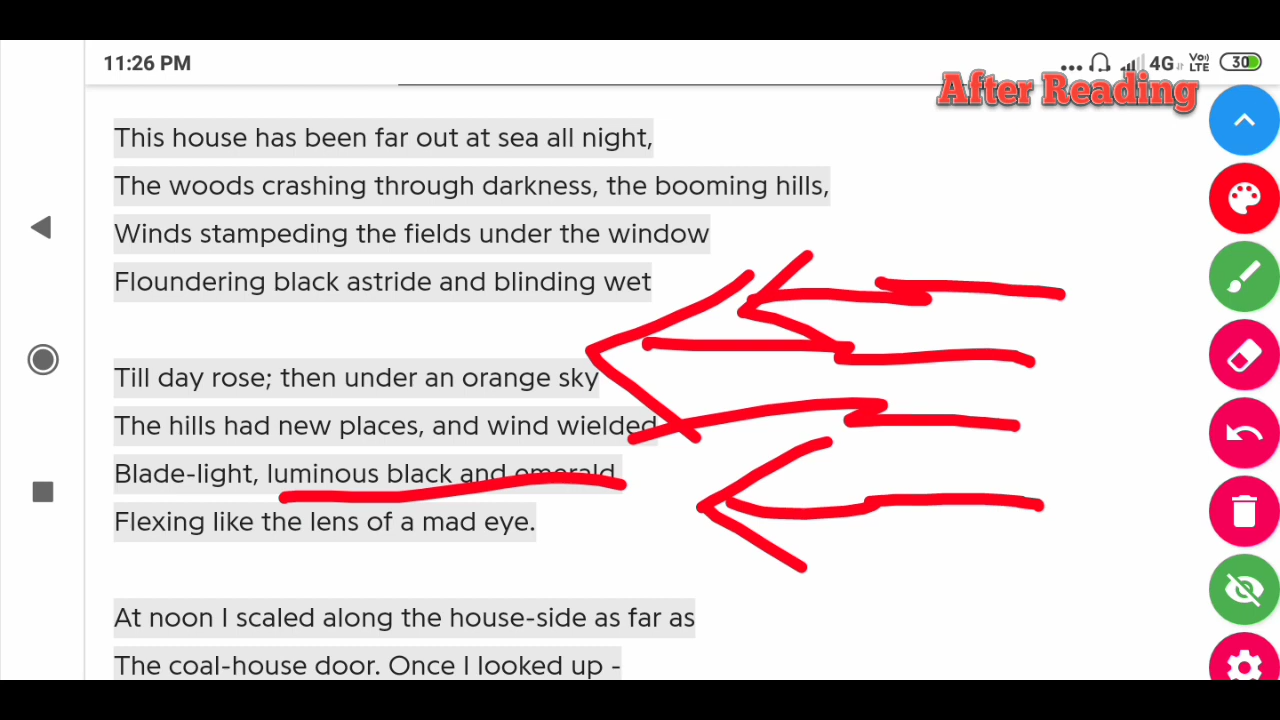 11:26 PM
4G Vo) LTE 30
After Reading
This house has been far out at sea all night,
The woods crashing through darkness, the booming hills,
Winds stampeding the fields under the window
Floundering black astride and blinding wet
Till day rose; then under an orange sky
The hills had new places, and wind wielded
Blade-light, luminous black and emerald,
Flexing like the lens of a mad eye.
At noon I scaled along the house-side as far as
The coal-house door. Once I looked up -